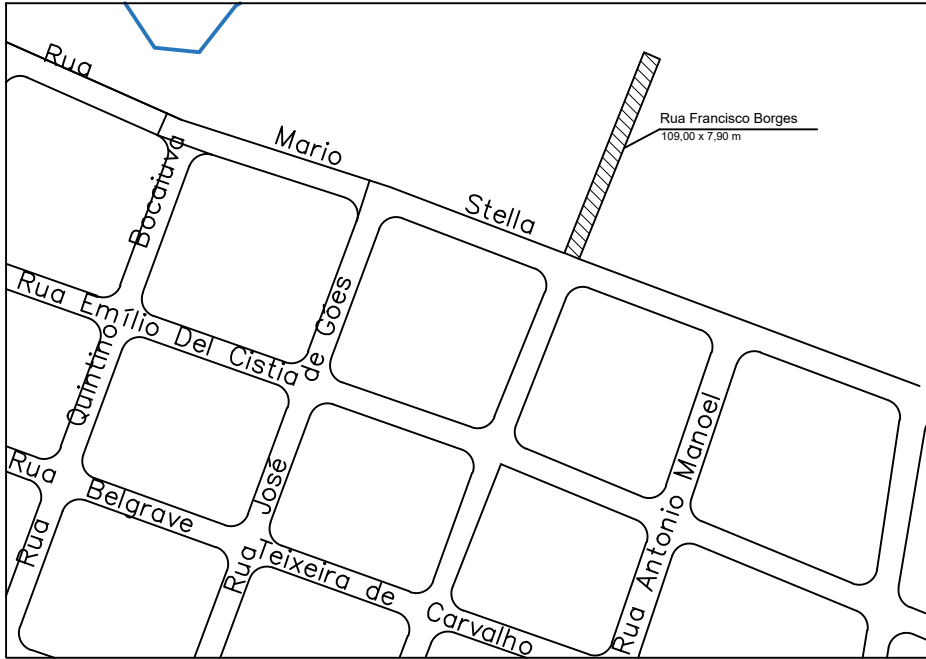 Rua Mario Stella
Rua Francisco Borges
109,00 x 7,90 m
Rua Quintino Bocaiuva
Rua Emílio Del Cistia
Rua José de Góes
Rua Belgrave Teixeira de Carvalho
Rua Antonio Manoel